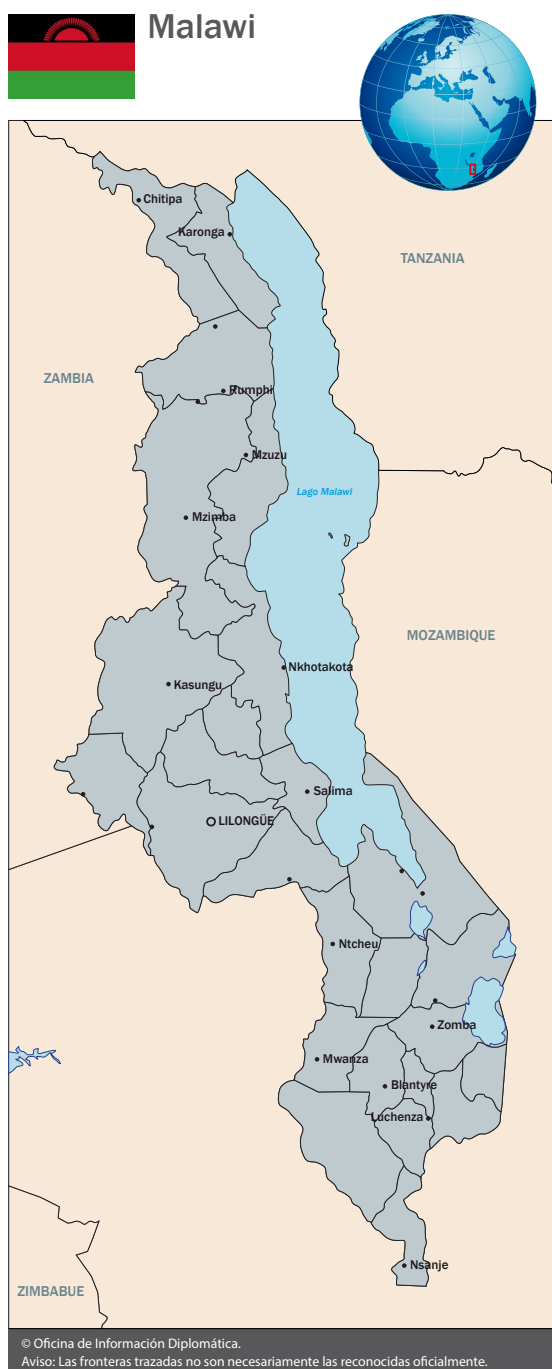 Malawi
Chitipa
Karonga
TANZANIA
ZAMBIA
Rumphi
Mzuzu
Lago Malawi
Mzimba
MOZAMBIQUE
Nkhotakota
Kasungu
Salima
LILONGÜE
Ntcheu
Zomba
Mwanza
Blantyre
Luchenza
Nsanje
ZIMBABUE
© Oficina de Información Diplomática.
Aviso: Las fronteras trazadas no son necesariamente las reconocidas oficialmente.